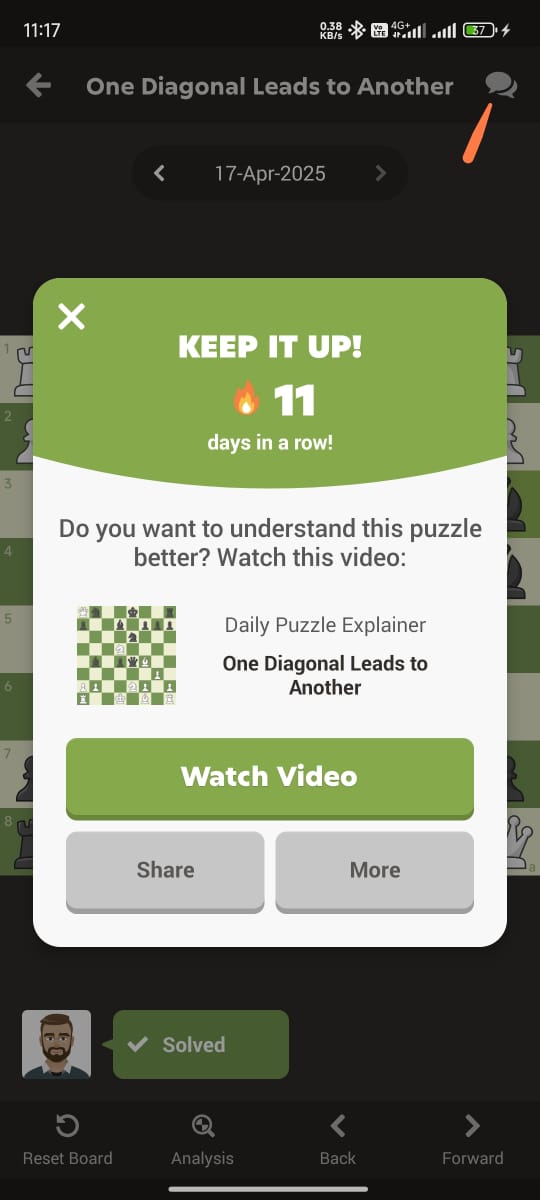 11:17
0.38
KB/s
Vo
LTE
4G+
37
One Diagonal Leads to Another
17-Apr-2025
1
2
3
4
5
6
7
8
a
KEEP IT UP!
11
days in a row!
Do you want to understand this puzzle
better? Watch this video:
Daily Puzzle Explainer
One Diagonal Leads to
Another
Watch Video
Share
More
Solved
Reset Board
Analysis
Back
Forward